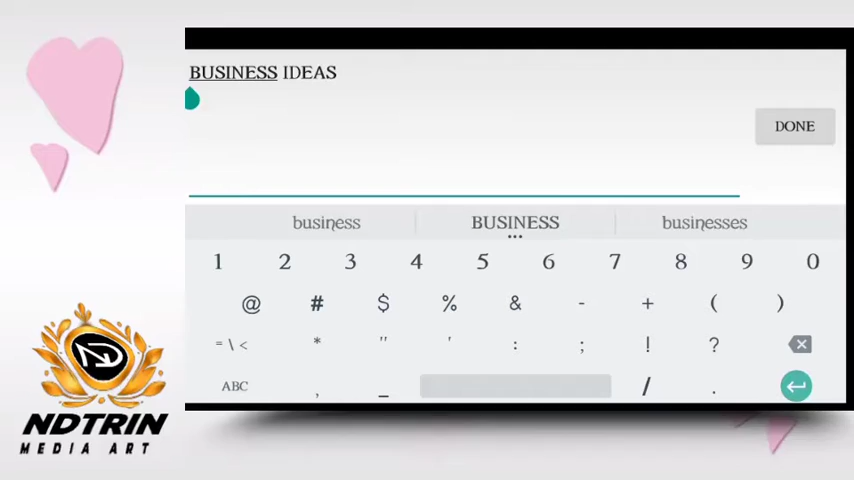 BUSINESS IDEAS
DONE
business BUSINESS businesses
1 2 3 4 5 6 7 8 9 0
@ # $ % & - + ( )
= \ < * " ' : ; ! ?
ABC , _ / .
ND
NDTRIN
MEDIA ART